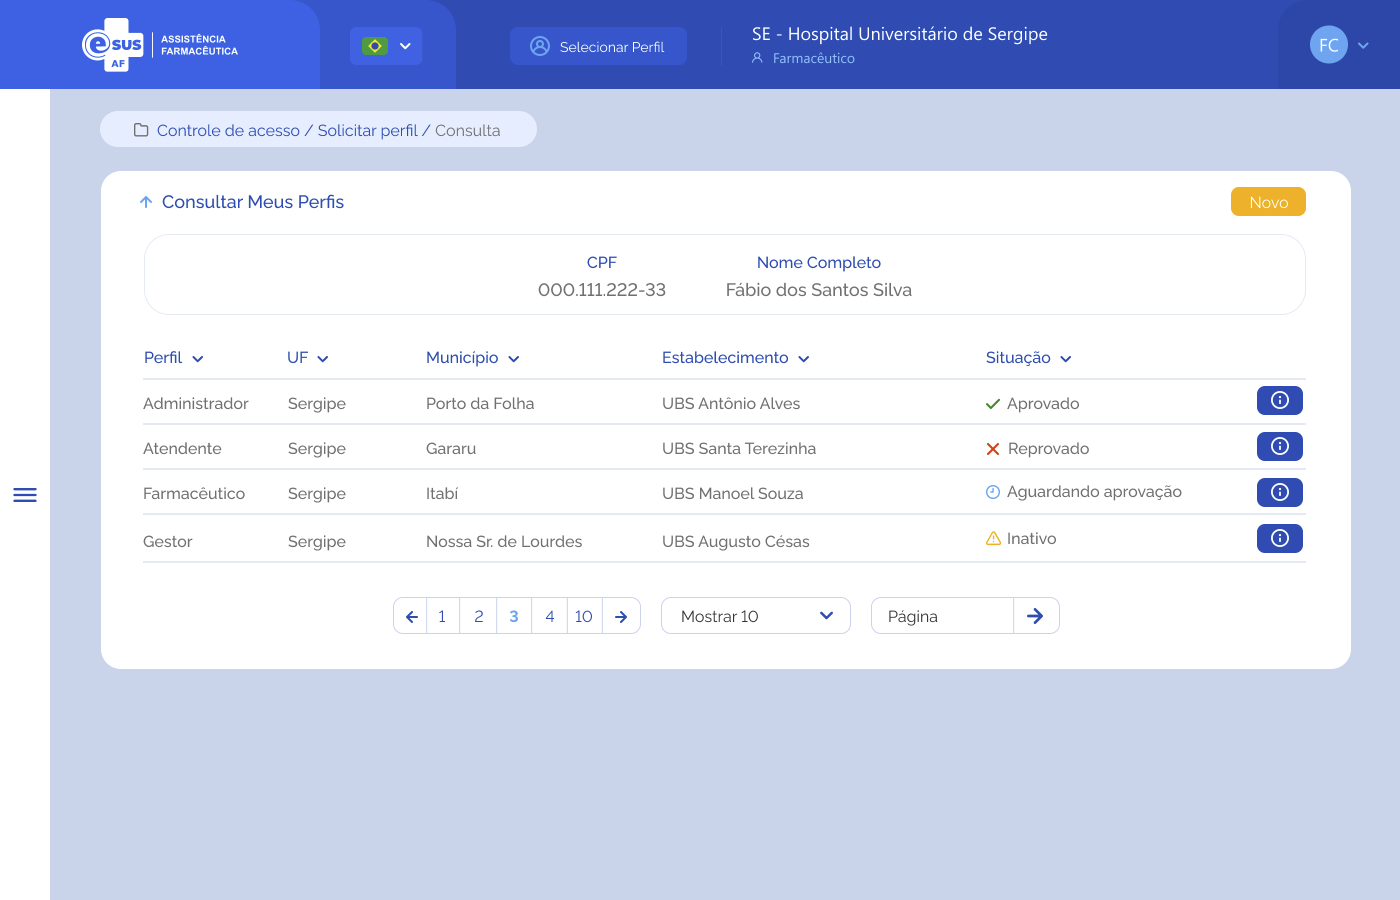 e SUS AF
ASSISTÊNCIA
FARMACÊUTICA
Selecionar Perfil
SE - Hospital Universitário de Sergipe
Farmacêutico
FC
Controle de acesso / Solicitar perfil / Consulta
Consultar Meus Perfis
Novo
CPF
000.111.222-33
Nome Completo
Fábio dos Santos Silva
Perfil UF Município Estabelecimento Situação
Administrador Sergipe Porto da Folha UBS Antônio Alves Aprovado
Atendente Sergipe Gararu UBS Santa Terezinha Reprovado
Farmacêutico Sergipe Itabí UBS Manoel Souza Aguardando aprovação
Gestor Sergipe Nossa Sr. de Lourdes UBS Augusto Césas Inativo
1 2 3 4 10 Mostrar 10 Página